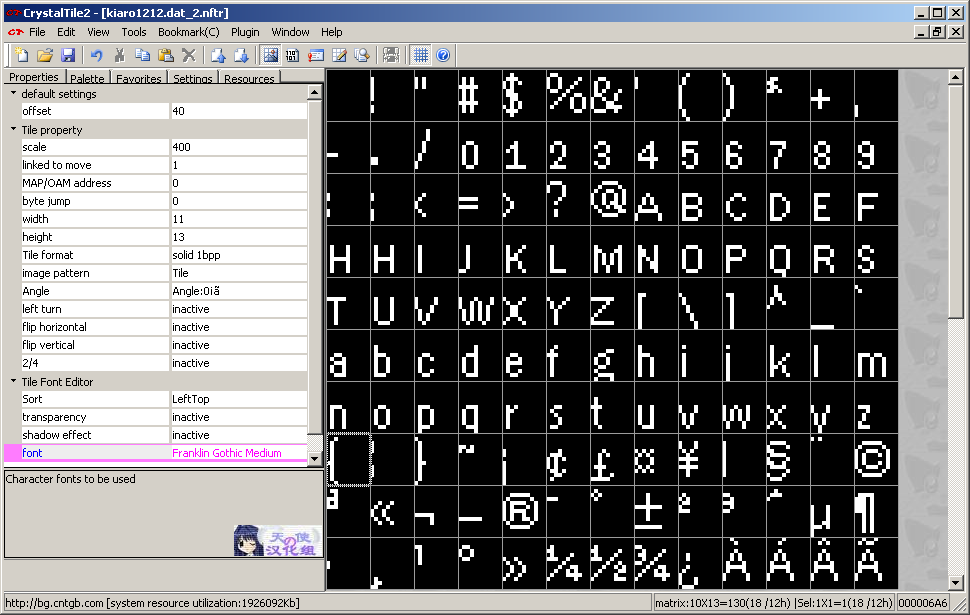 CrystalTile2 - [kiaro1212.dat_2.nftr]
File Edit View Tools Bookmark(C) Plugin Window Help
Properties Palette Favorites Settings Resources
default settings
offset 40
Tile property
scale 400
linked to move 1
MAP/OAM address 0
byte jump 0
width 11
height 13
Tile format solid 1bpp
image pattern Tile
Angle Angle:0iã
left turn inactive
flip horizontal inactive
flip vertical inactive
2/4 inactive
Tile Font Editor
Sort LeftTop
transparency inactive
shadow effect inactive
font Franklin Gothic Medium
Character fonts to be used
天使の
汉化组
! " # $ % & ' ( ) * + ,
- . / 0 1 2 3 4 5 6 7 8 9
: ; < = > ? @ A B C D E F
H H I J K L M N O P Q R S
T U V W X Y Z [ \ ] ^ _ `
a b c d e f g h i j k l m
n o p q r s t u v w x y z
{ ¦ } ~ ¡ ¢ £ ¤ ¥ | § ¨ ©
ª « ¬ – ® ¯ ° ± ² ³ ´ µ ¶
¸ ¹ º » ¼ ½ ¾ ¿ À Á Â Ã
http://bg.cntgb.com [system resource utilization:1926092Kb]
matrix:10X13=130(18 /12h) |Sel:1X1=1(18 /12h) 000006A6